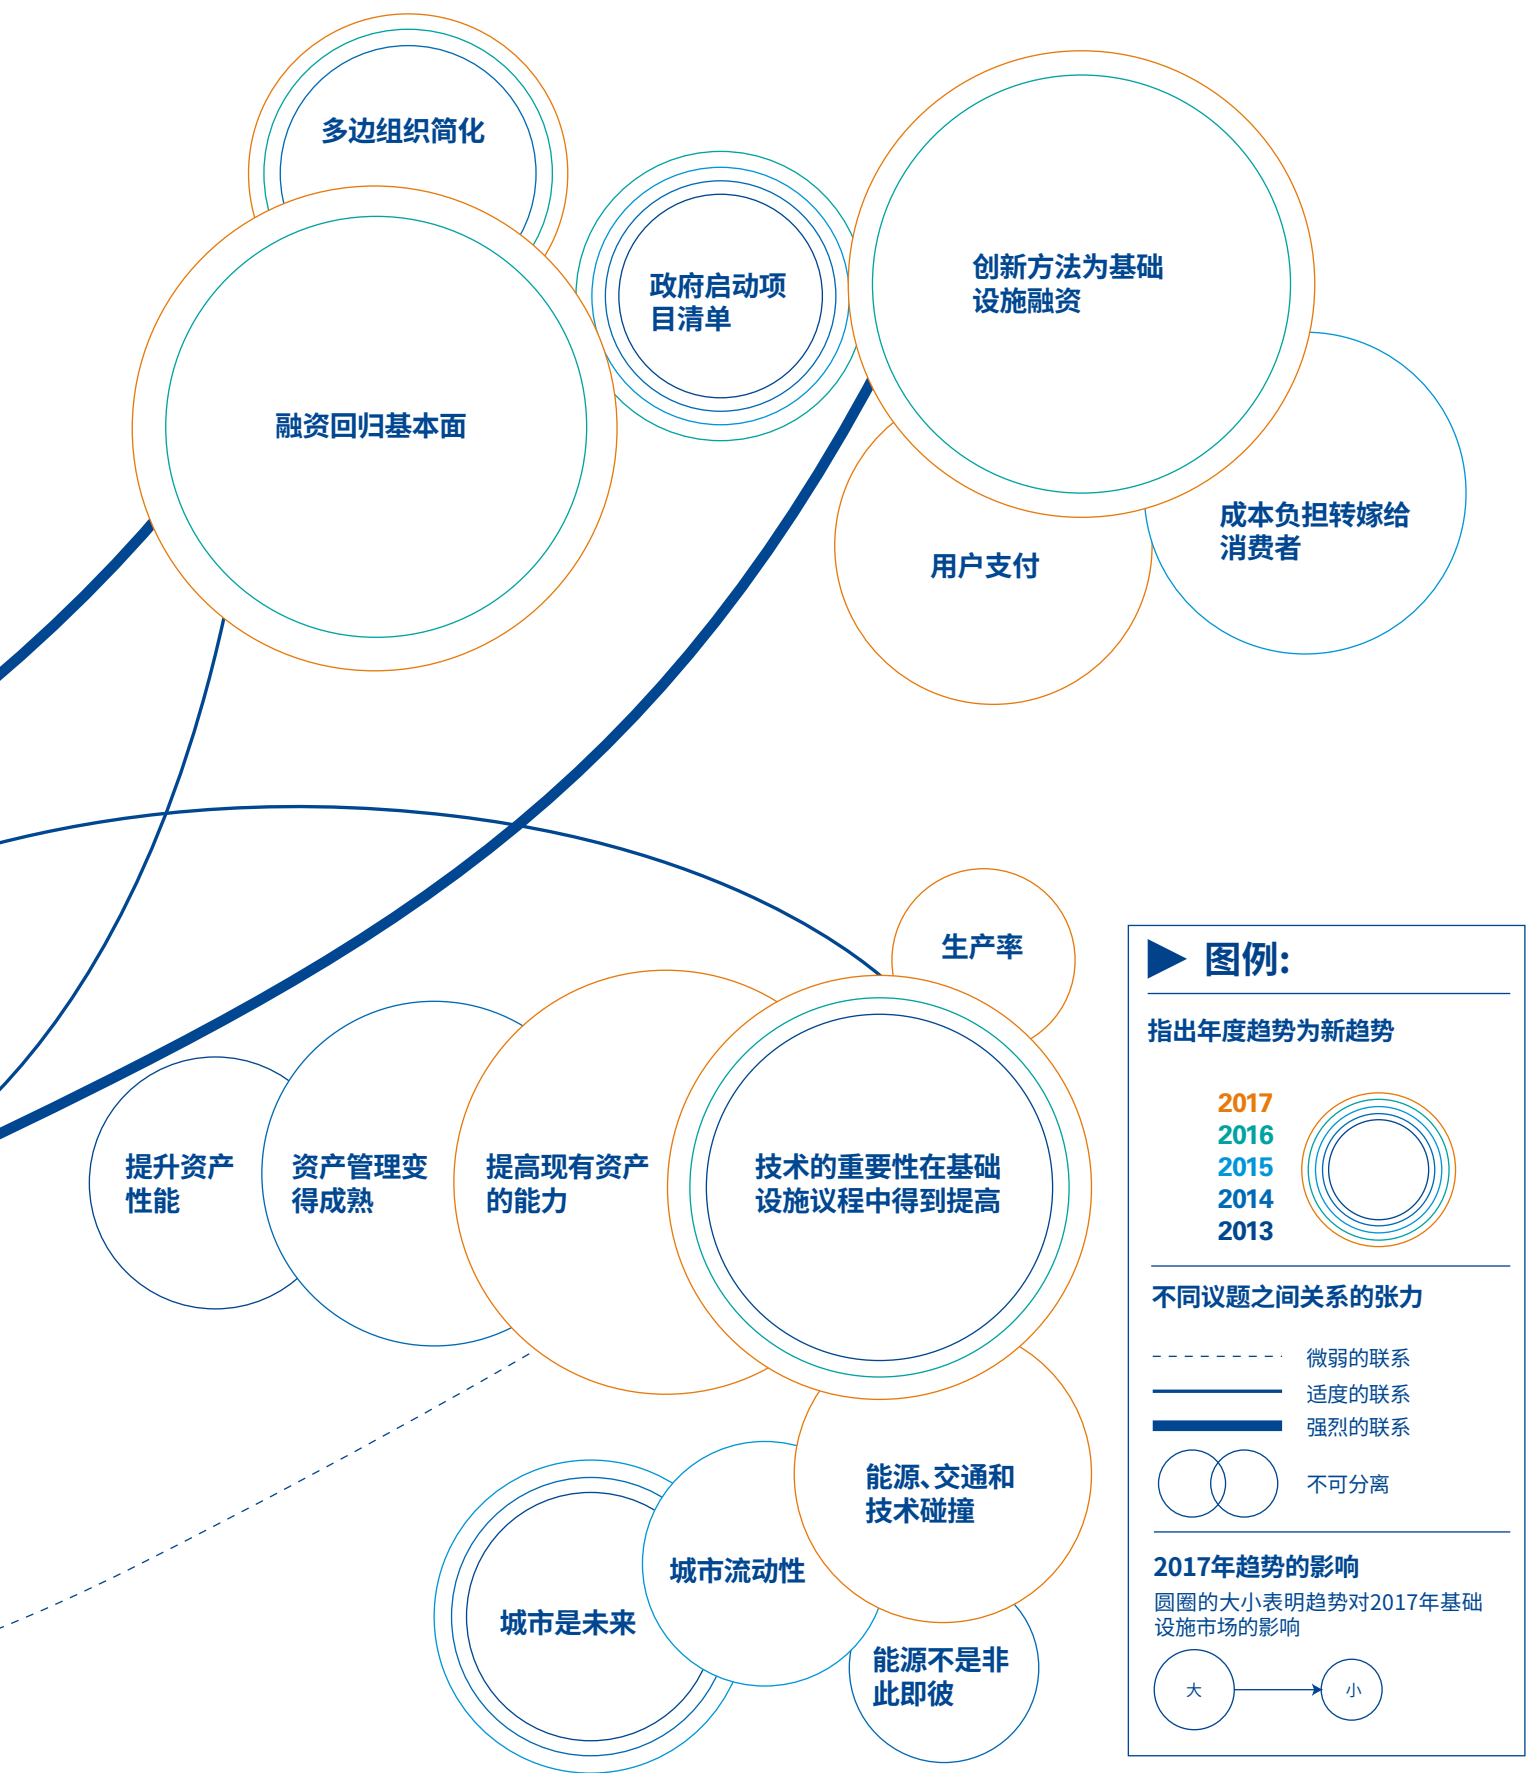 多边组织简化
政府启动项
目清单
创新方法为基础
设施融资
融资回归基本面
成本负担转嫁给
消费者
用户支付
生产率
提升资产
性能
资产管理变
得成熟
提高现有资产
的能力
技术的重要性在基础
设施议程中得到提高
能源、交通和
技术碰撞
城市流动性
城市是未来
能源不是非
此即彼
图例:
指出年度趋势为新趋势
2017
2016
2015
2014
2013
不同议题之间关系的张力
微弱的联系
适度的联系
强烈的联系
不可分离
2017年趋势的影响
圆圈的大小表明趋势对2017年基础
设施市场的影响
大
小